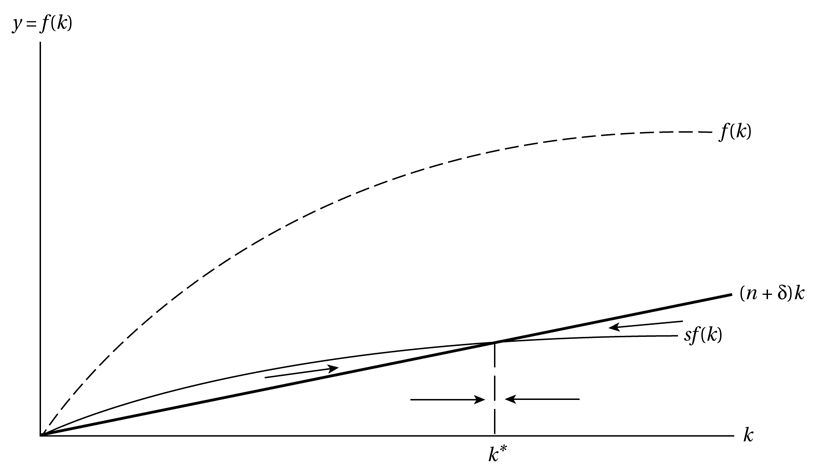 y = f(k)
f(k)
(n + δ)k
sf(k)
k
k*